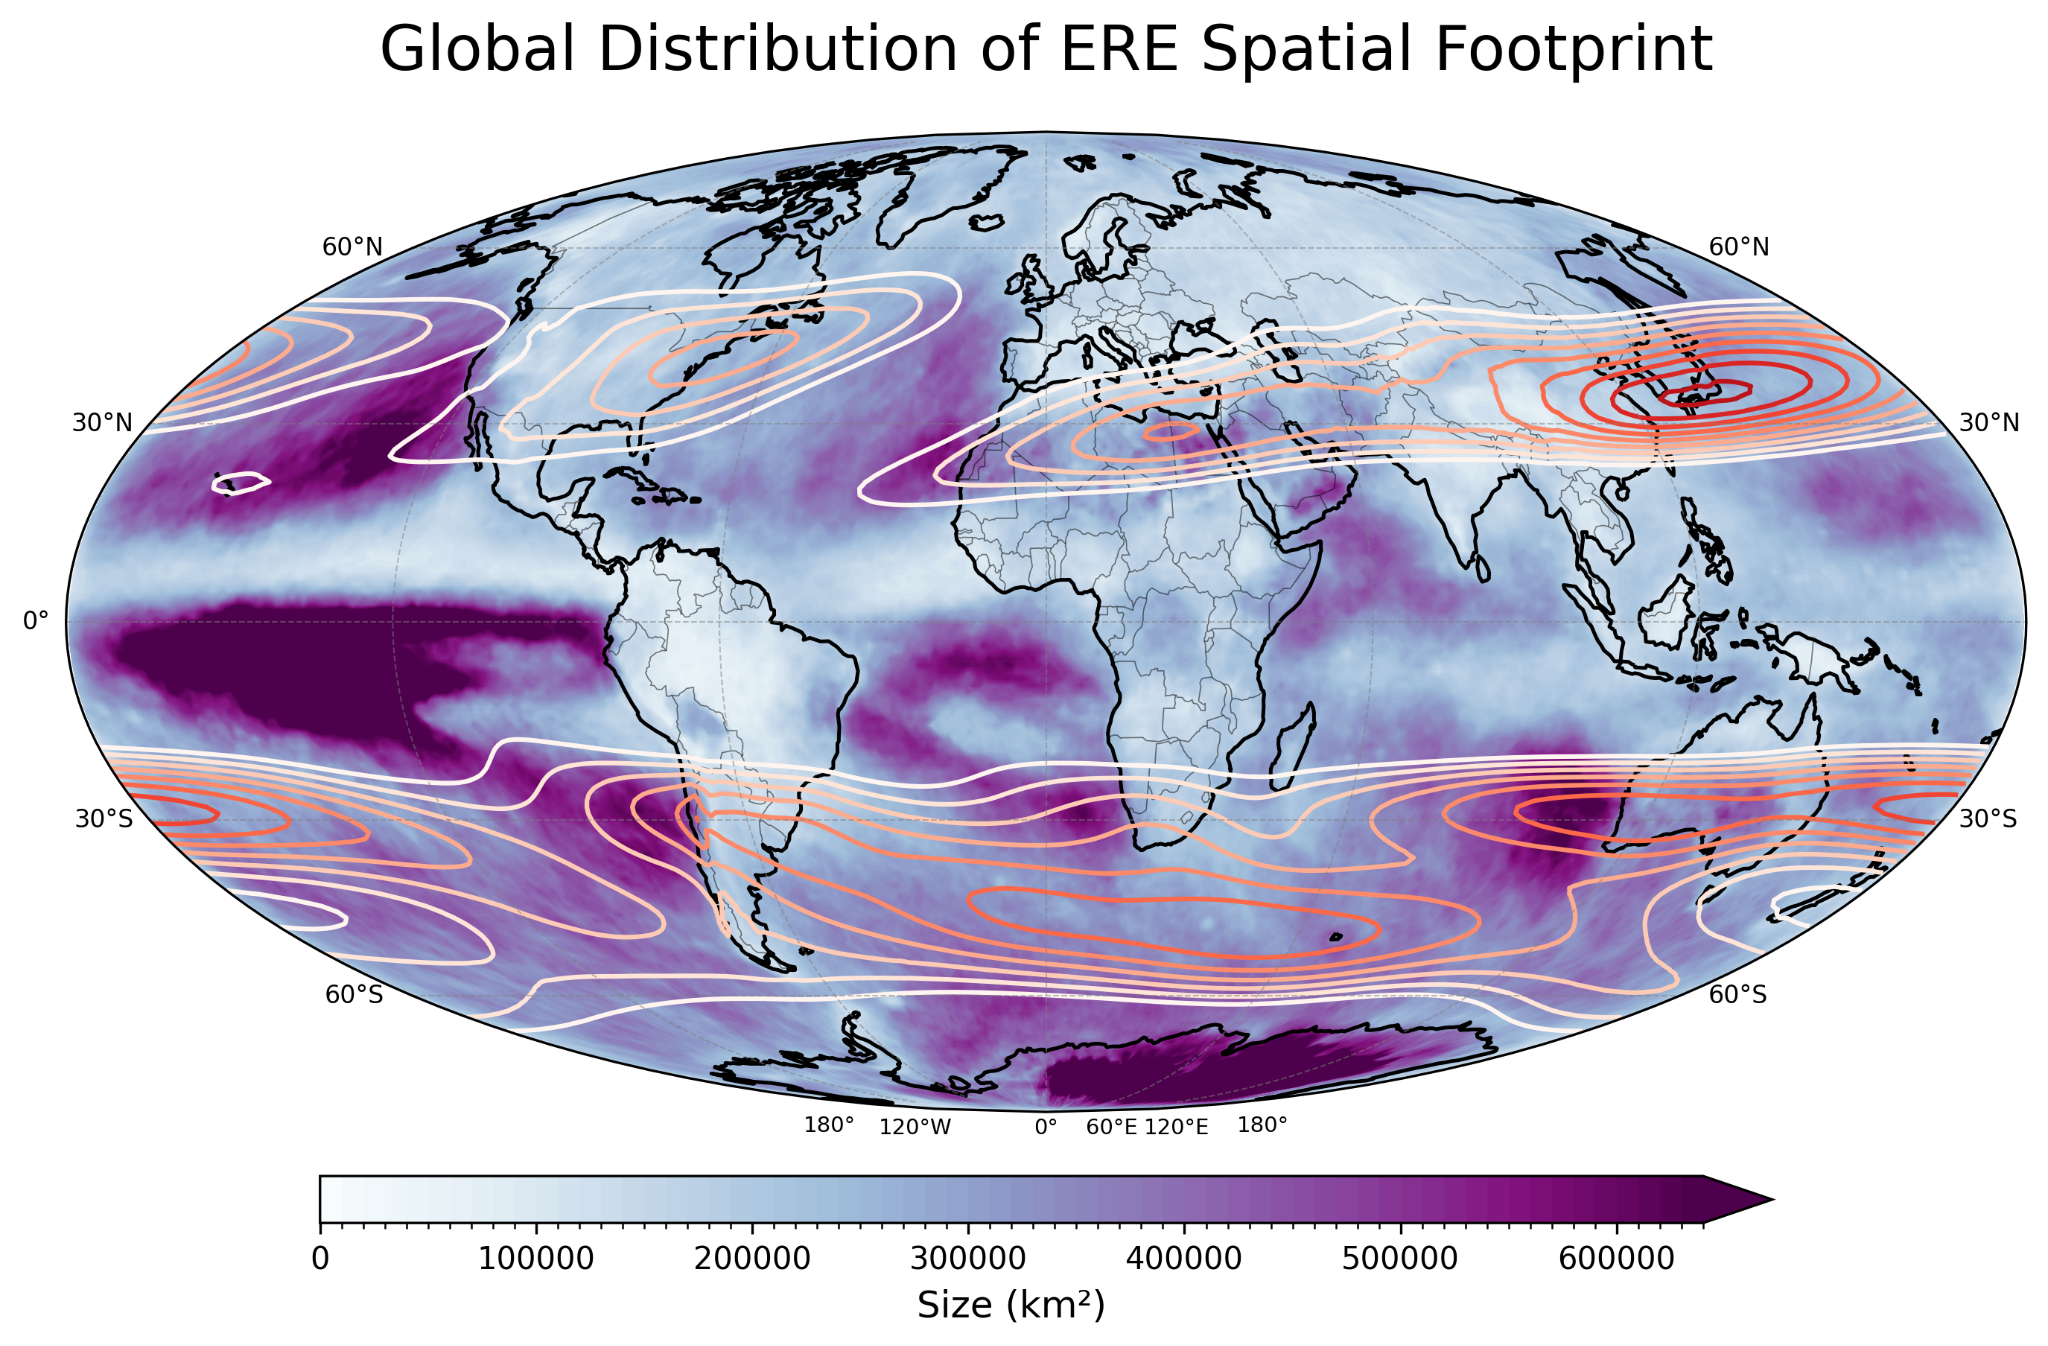 Global Distribution of ERE Spatial Footprint
60°N 60°N
30°N 30°N
0°
30°S 30°S
60°S 60°S
180° 120°W 0° 60°E 120°E 180°
0 100000 200000 300000 400000 500000 600000
Size (km²)